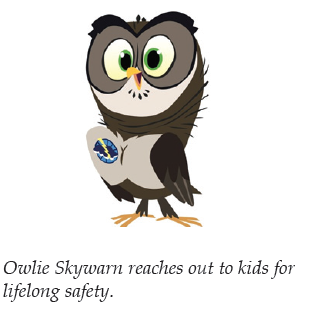 Owlie Skywarn reaches out to kids for
lifelong safety.